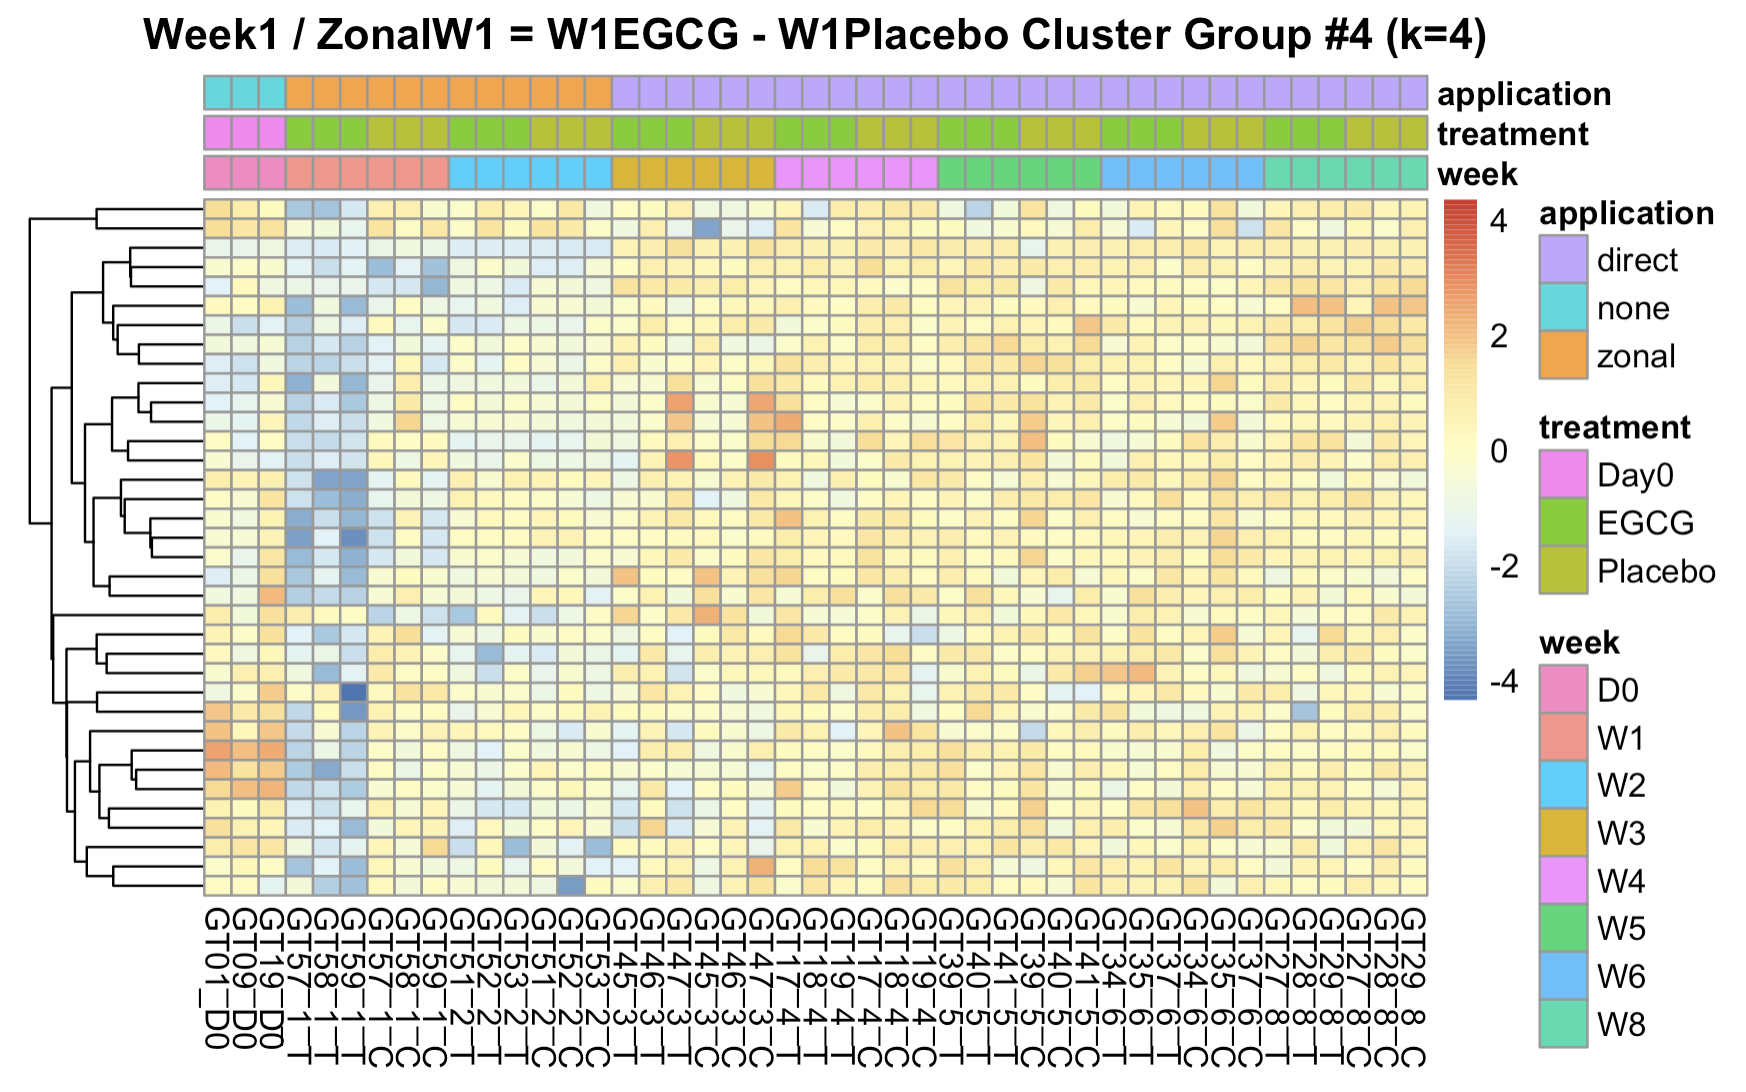 Week1 / ZonalW1 = W1EGCG - W1Placebo Cluster Group #4 (k=4)
application
treatment
week
4
2
0
-2
-4
application
direct
none
zonal
treatment
Day0
EGCG
Placebo
week
D0
W1
W2
W3
W4
W5
W6
W8
GT01_D0
GT09_D0
GT19_D0
GT57_1_T
GT58_1_T
GT59_1_T
GT57_1_C
GT58_1_C
GT59_1_C
GT51_2_T
GT52_2_T
GT53_2_T
GT51_2_C
GT52_2_C
GT53_2_C
GT45_3_T
GT46_3_T
GT47_3_T
GT45_3_C
GT46_3_C
GT47_3_C
GT17_4_T
GT18_4_T
GT19_4_T
GT17_4_C
GT18_4_C
GT19_4_C
GT39_5_T
GT40_5_T
GT41_5_T
GT39_5_C
GT40_5_C
GT41_5_C
GT34_6_T
GT35_6_T
GT37_6_T
GT34_6_C
GT35_6_C
GT37_6_C
GT27_8_T
GT28_8_T
GT29_8_T
GT27_8_C
GT28_8_C
GT29_8_C